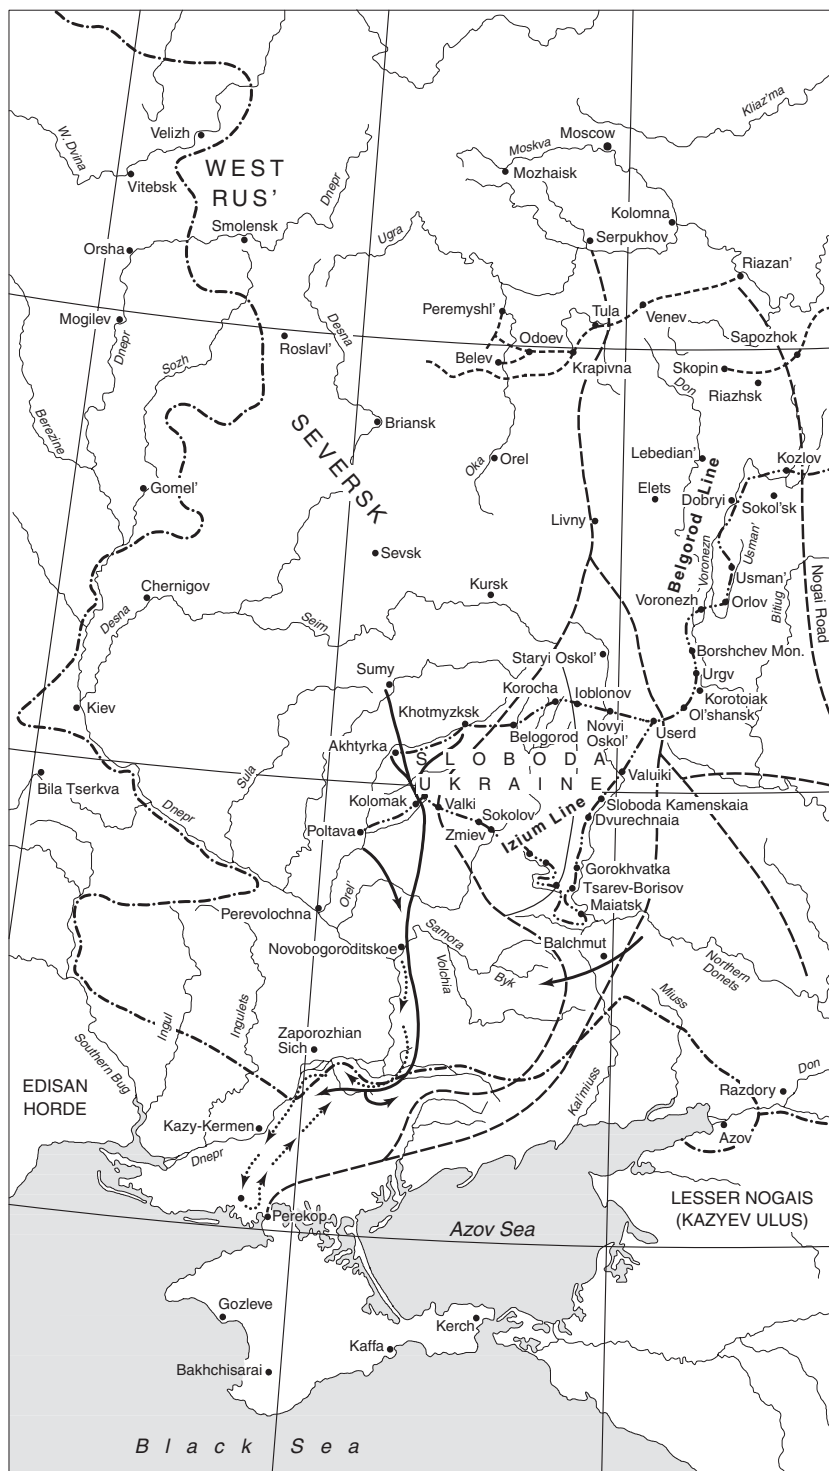 Kliaz'ma
W. Dvina
Velizh
Moscow
Moskva
WEST
RUS'
Mozhaisk
Vitebsk
Dnepr
Kolomna
Smolensk
Ugra
Serpukhov
Orsha
Riazan'
Desna
Peremyshl'
Tula
Venev
Mogilev
Dnepr
Roslavl'
Odoev
Sapozhok
Sozh
Belev
Krapivna
Skopin
Don
Riazhsk
Berezine
Briansk
SEVERSK
Oka
Orel
Lebedian'
Belgorod Line
Kozlov
Gomel'
Elets
Dobryi
Sokol'sk
Livny
Voronezn
Usman'
Sevsk
Nogai Road
Chernigov
Kursk
Usman'
Desna
Seim
Voronezh
Orlov
Bitiug
Staryi Oskol'
Borshchev Mon.
Sumy
Urgv
Korocha
Ioblonov
Korotoiak
Kiev
Khotmyzksk
Ol'shansk
Belogorod
Novyi
Oskol'
Userd
Akhtyrka
SLOBODA
UKRAINE
Sula
Valuiki
Bila Tserkva
Kolomak
Valki
Izium Line
Sloboda Kamenskaia
Dnepr
Sokolov
Dvurechnaia
Poltava
Zmiev
Gorokhvatka
Orel'
Tsarev-Borisov
Maiatsk
Perevolochna
Samora
Novobogoroditskoe
Balchmut
Volchia
Byk
Northern
Donets
Ingul
Ingulets
Miuss
Southern Bug
Zaporozhian
Sich
Kal'miuss
Don
EDISAN
HORDE
Razdory
Kazy-Kermen
Azov
Dnepr
LESSER NOGAIS
(KAZYEV ULUS)
Perekop
Azov Sea
Gozleve
Kerch
Kaffa
Bakhchisarai
Black Sea